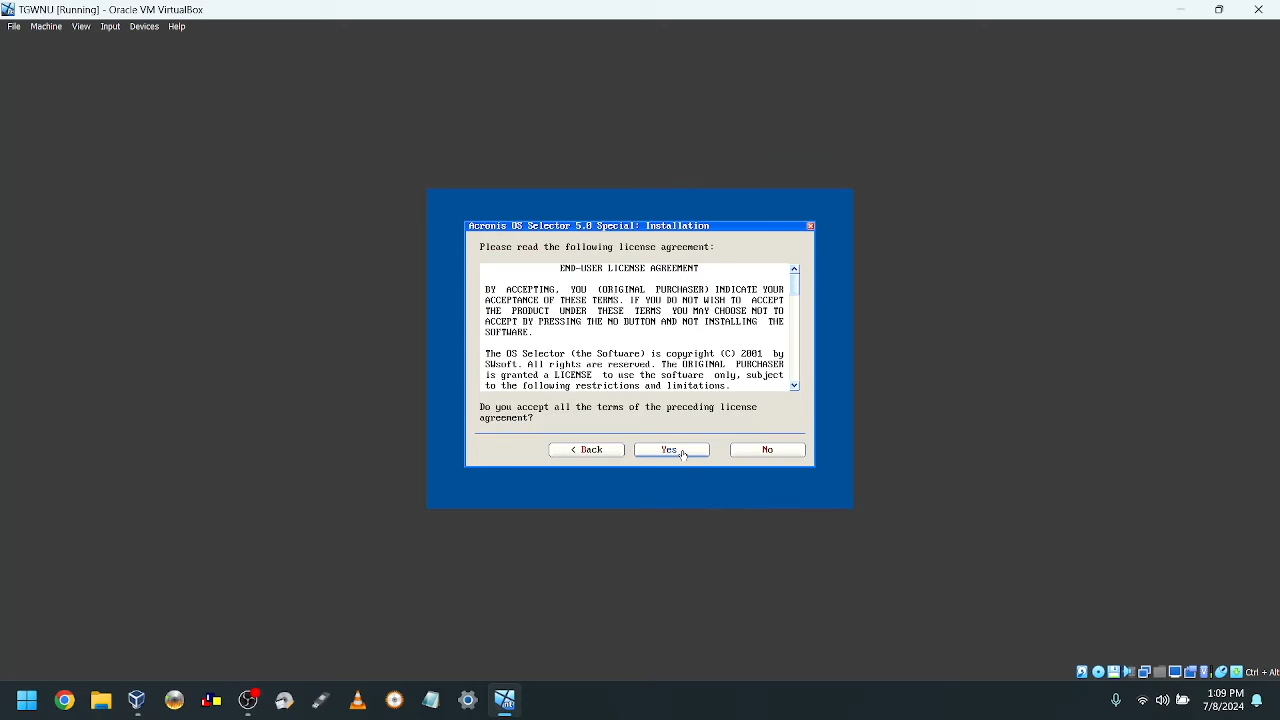 TGWNU [Running] - Oracle VM VirtualBox
File Machine View Input Devices Help
Acronis OS Selector 5.0 Special: Installation
Please read the following license agreement:
END-USER LICENSE AGREEMENT
BY ACCEPTING, YOU (ORIGINAL PURCHASER) INDICATE YOUR
ACCEPTANCE OF THESE TERMS. IF YOU DO NOT WISH TO ACCEPT
THE PRODUCT UNDER THESE TERMS YOU MAY CHOOSE NOT TO
ACCEPT BY PRESSING THE NO BUTTON AND NOT INSTALLING THE
SOFTWARE.
The OS Selector (the Software) is copyright (C) 2001 by
SWsoft. All rights are reserved. The ORIGINAL PURCHASER
is granted a LICENSE to use the software only, subject
to the following restrictions and limitations.
Do you accept all the terms of the preceding license
agreement?
< Back Yes No
Ctrl + Alt
1:09 PM
7/8/2024